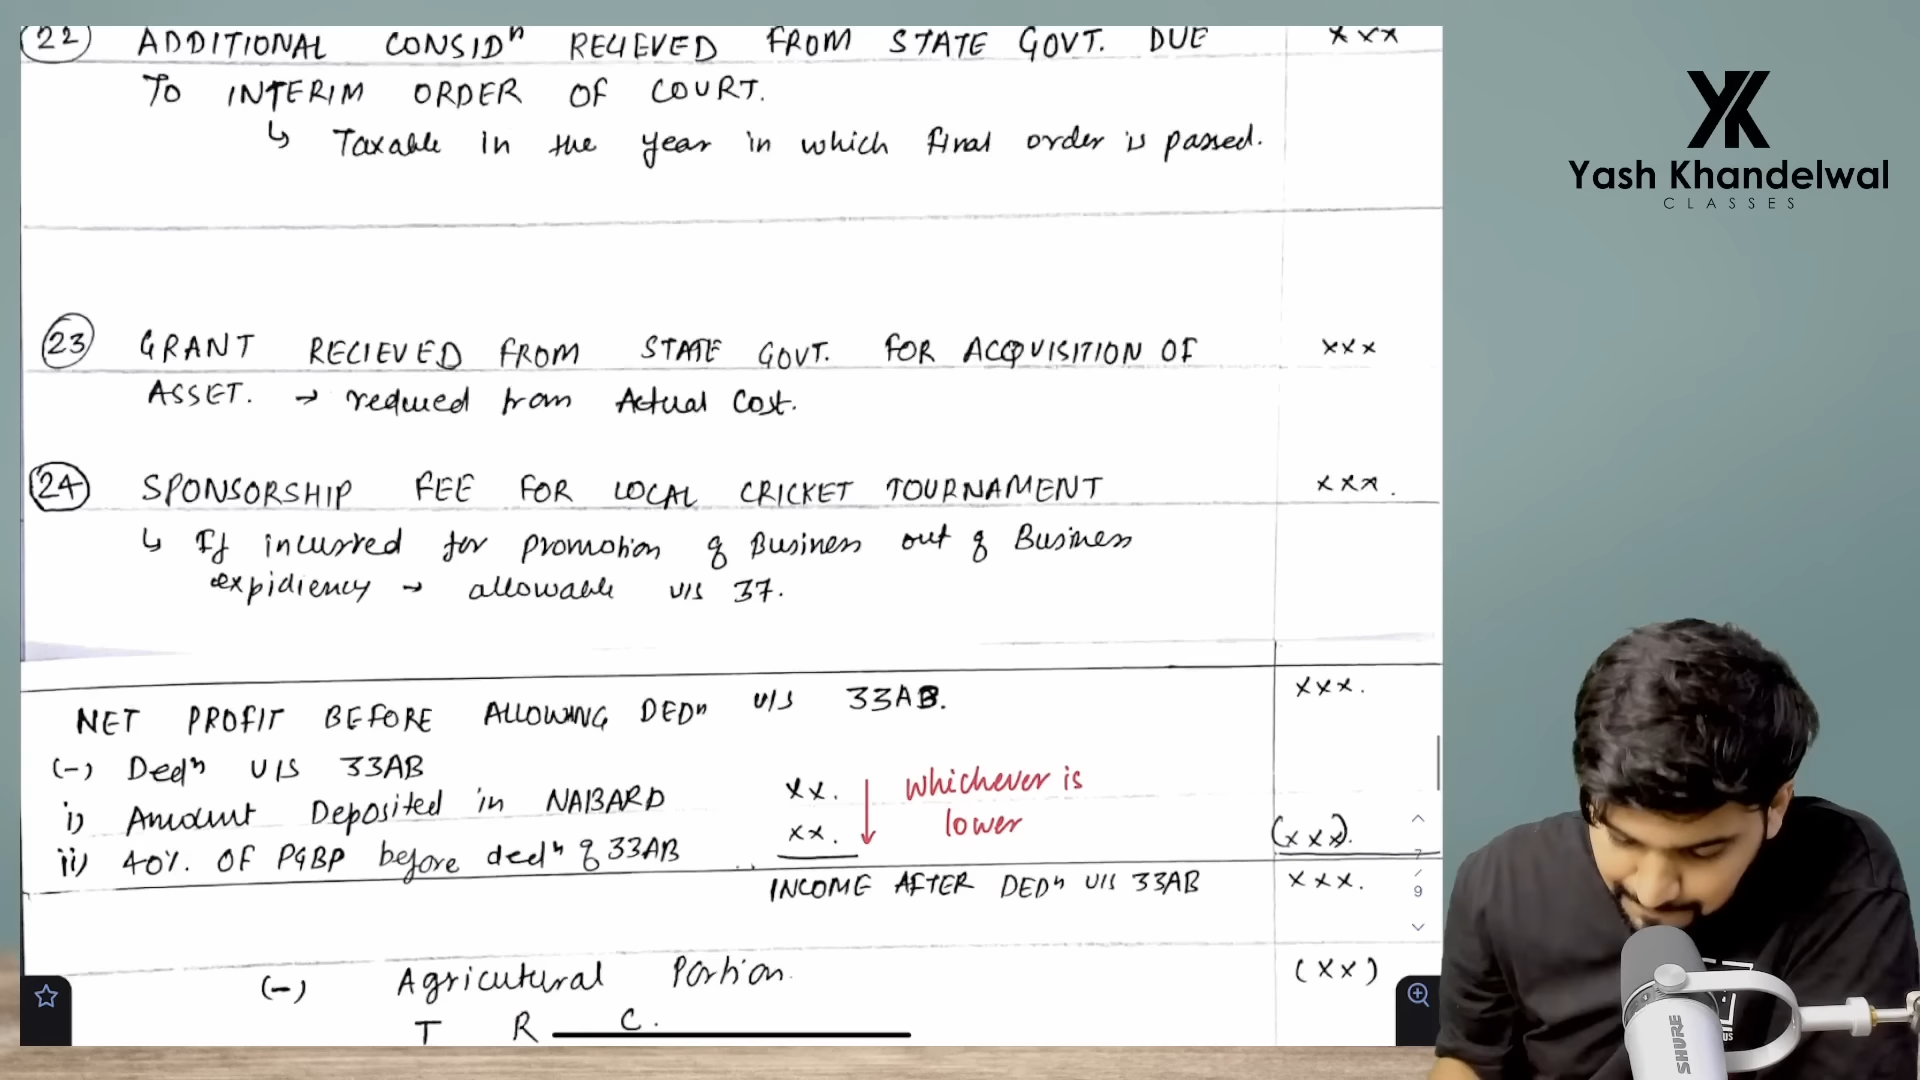 22 ADDITIONAL CONSIDⁿ RECIEVED FROM STATE GOVT. DUE xxx
TO INTERIM ORDER OF COURT.
↳ Taxable in the year in which final order is passed.
23 GRANT RECIEVED FROM STATE GOVT. FOR ACQUISITION OF xxx
ASSET. → reduced from Actual Cost.
24 SPONSORSHIP FEE FOR LOCAL CRICKET TOURNAMENT xxx.
↳ If incurred for promotion of Business out of Business
expidiency → allowable u/s 37.
NET PROFIT BEFORE ALLOWING DEDⁿ u/s 33AB. xxx.
(-) Dedⁿ U/S 33AB
i) Amount Deposited in NABARD xx.
ii) 40%. OF PGBP before dedⁿ of 33AB xx. (xxx).
whichever is
lower
INCOME AFTER DEDⁿ U/S 33AB xxx.
(-) Agricutural Portion. (xx)
T R C.
7
/
9
YK
Yash Khandelwal
CLASSES
SHURE